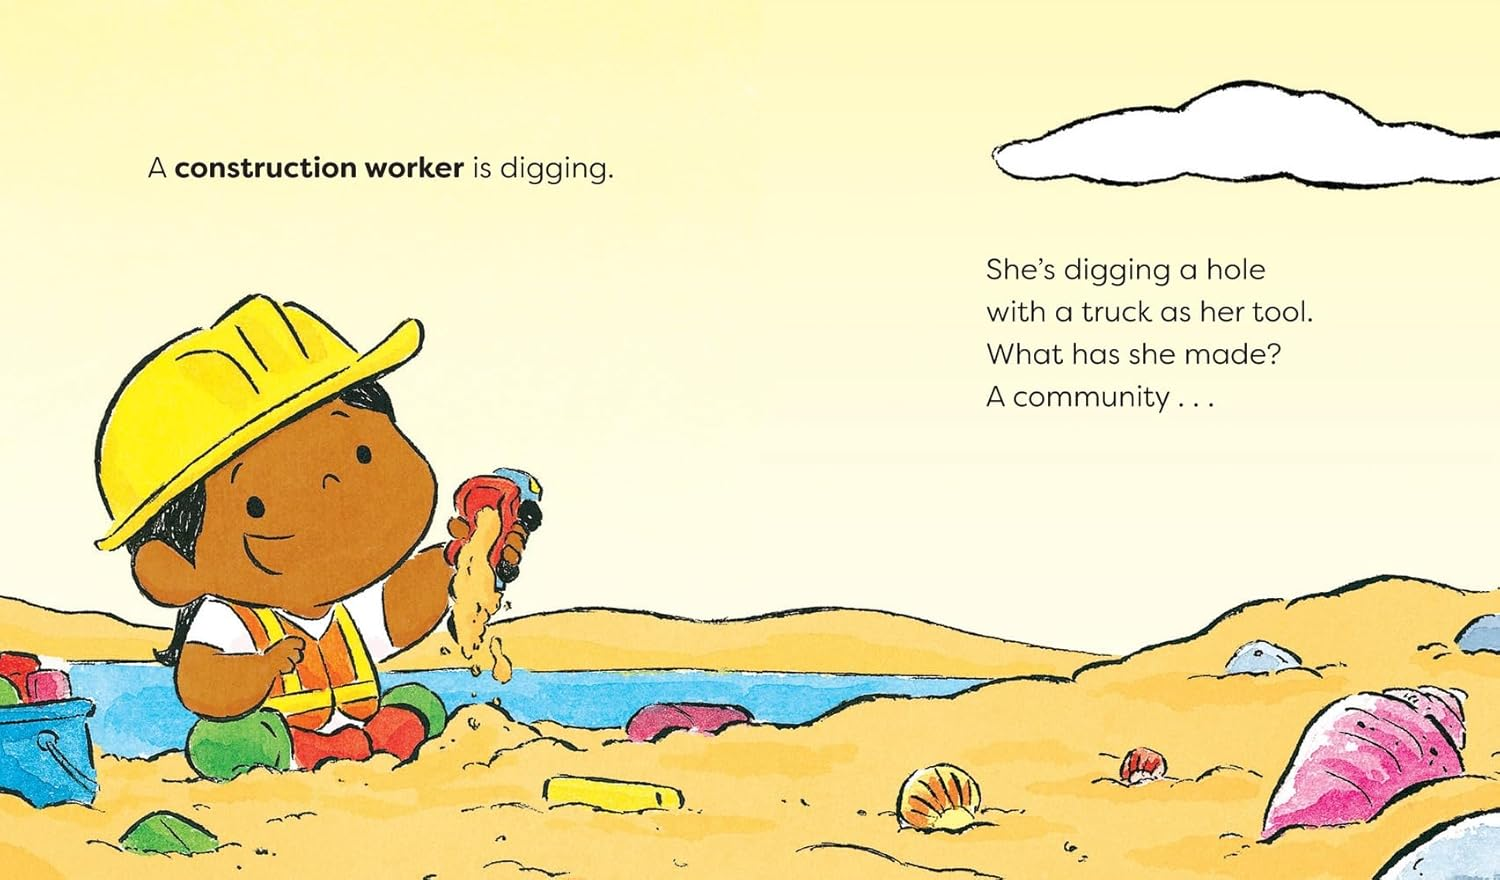 A construction worker is digging.
She’s digging a hole
with a truck as her tool.
What has she made?
A community . . .